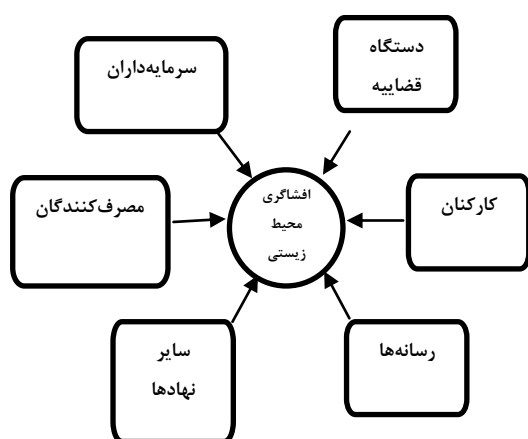 دستگاه
قضاییه
سرمایه‌داران
افشاگری
محیط
زیستی
کارکنان
مصرف‌کنندگان
رسانه‌ها
سایر
نهادها